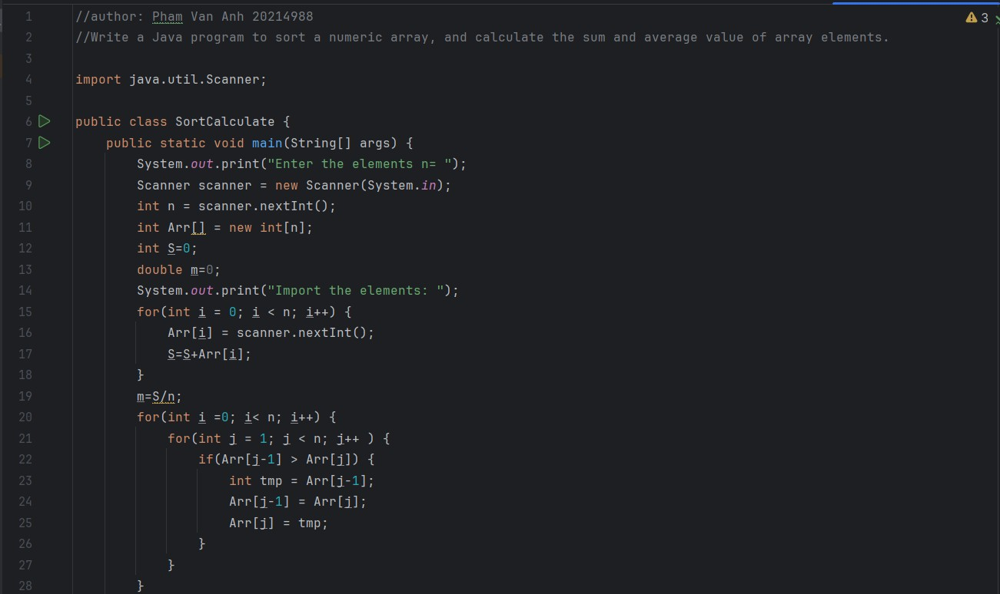 1 //author: Pham Van Anh 20214988
2 //Write a Java program to sort a numeric array, and calculate the sum and average value of array elements.
3
4 import java.util.Scanner;
5
6 public class SortCalculate {
7     public static void main(String[] args) {
8         System.out.print("Enter the elements n= ");
9         Scanner scanner = new Scanner(System.in);
10         int n = scanner.nextInt();
11         int Arr[] = new int[n];
12         int S=0;
13         double m=0;
14         System.out.print("Import the elements: ");
15         for(int i = 0; i < n; i++) {
16             Arr[i] = scanner.nextInt();
17             S=S+Arr[i];
18         }
19         m=S/n;
20         for(int i =0; i< n; i++) {
21             for(int j = 1; j < n; j++ ) {
22                 if(Arr[j-1] > Arr[j]) {
23                     int tmp = Arr[j-1];
24                     Arr[j-1] = Arr[j];
25                     Arr[j] = tmp;
26                 }
27             }
28         }
3